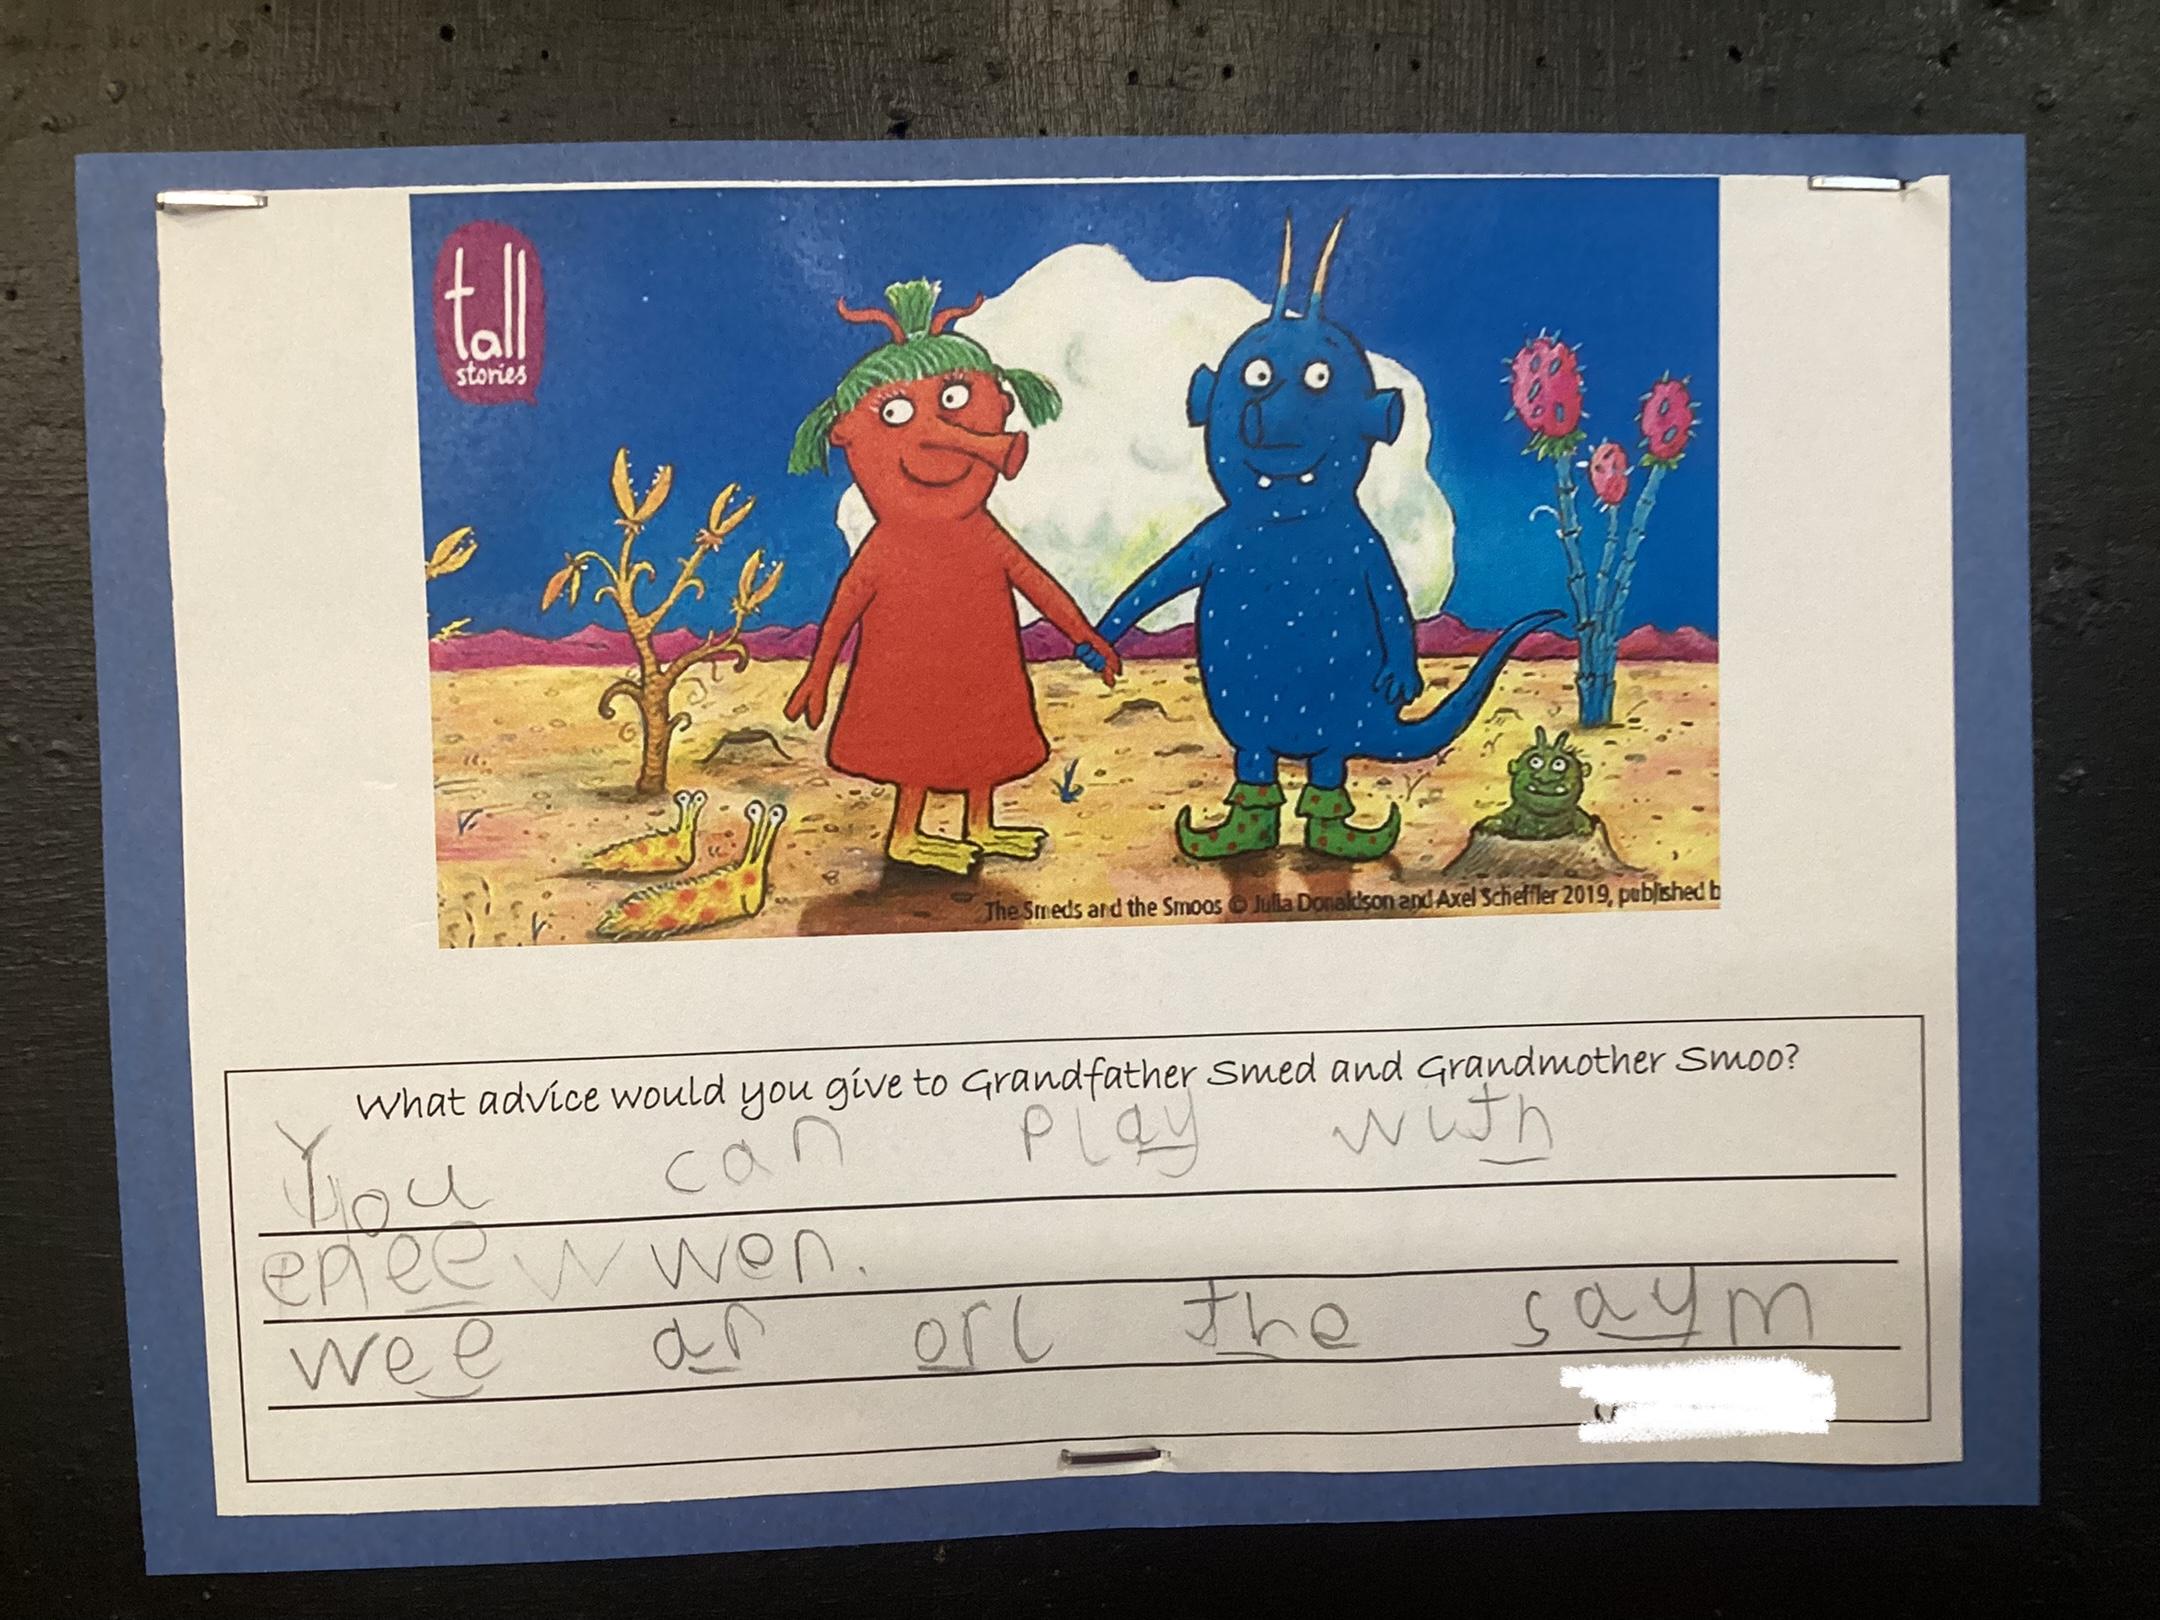 tall
stories
The Smeds and the Smoos © Julia Donaldson and Axel Scheffler 2019, published b
What advice would you give to Grandfather Smed and Grandmother Smoo?
You can play with
enee w wen.
wee ar orl the saym